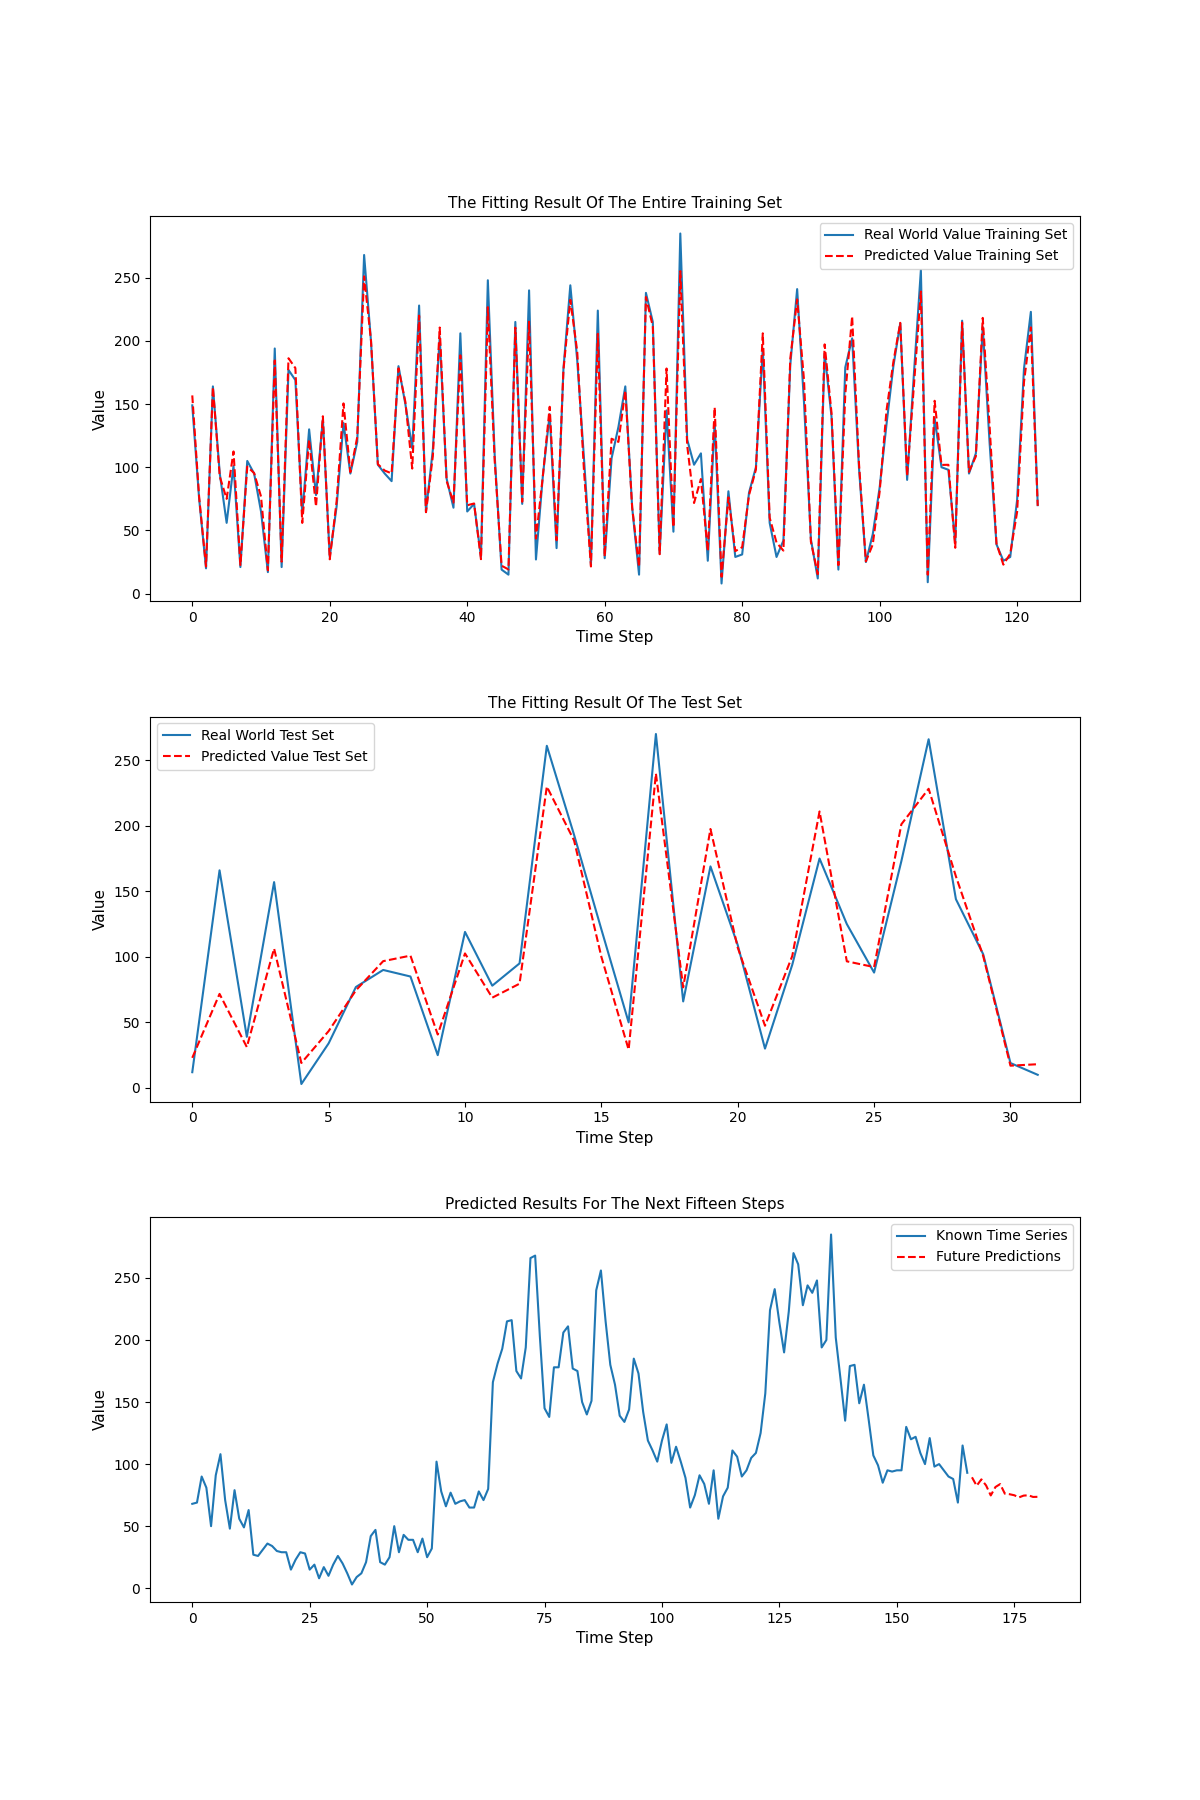 The Fitting Result Of The Entire Training Set
Real World Value Training Set
Predicted Value Training Set
Value
250
200
150
100
50
0
0 20 40 60 80 100 120
Time Step
The Fitting Result Of The Test Set
Real World Test Set
Predicted Value Test Set
Value
250
200
150
100
50
0
0 5 10 15 20 25 30
Time Step
Predicted Results For The Next Fifteen Steps
Known Time Series
Future Predictions
Value
250
200
150
100
50
0
0 25 50 75 100 125 150 175
Time Step